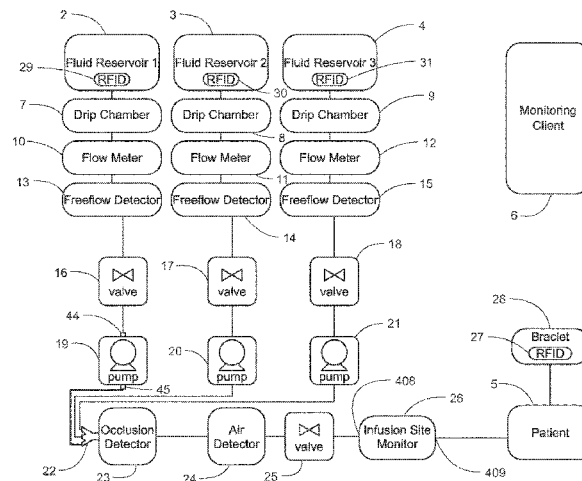 2
3
4
Fluid Reservoir 1
Fluid Reservoir 2
Fluid Reservoir 3
29
RFID
RFID
RFID
31
30
7
Drip Chamber
Drip Chamber
Drip Chamber
9
Monitoring
Client
8
10
Flow Meter
Flow Meter
Flow Meter
12
11
6
13
Freeflow Detector
Freeflow Detector
Freeflow Detector
15
14
16
17
18
valve
valve
valve
44
28
19
20
21
27
Braclet
RFID
pump
pump
pump
45
408
26
5
22
Occlusion
Detector
Air
Detector
valve
Infusion Site
Monitor
Patient
23
24
25
409